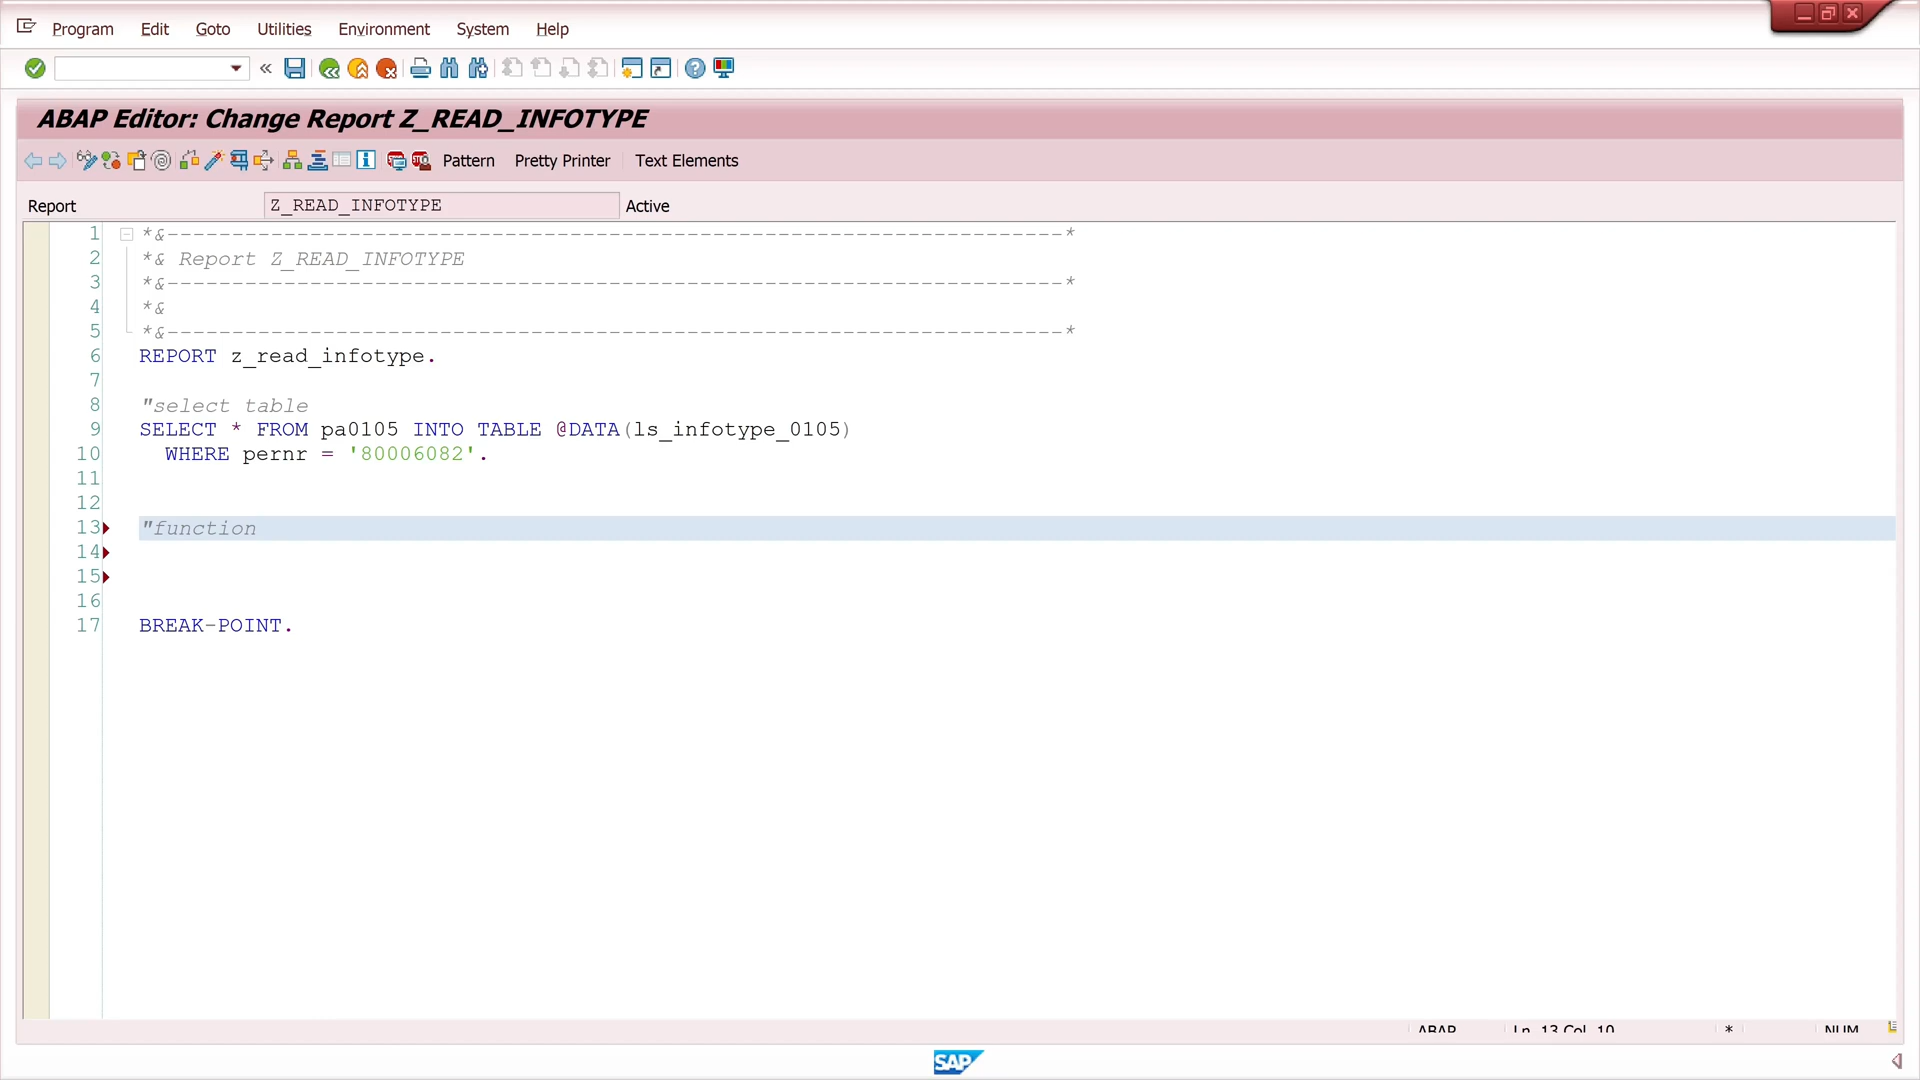 Program Edit Goto Utilities Environment System Help
ABAP Editor: Change Report Z_READ_INFOTYPE
Pattern Pretty Printer Text Elements
Report Z_READ_INFOTYPE Active
1 *&---------------------------------------------------------------------*
2 *& Report Z_READ_INFOTYPE
3 *&---------------------------------------------------------------------*
4 *&
5 *&---------------------------------------------------------------------*
6 REPORT z_read_infotype.
7
8 "select table
9 SELECT * FROM pa0105 INTO TABLE @DATA(ls_infotype_0105)
10 WHERE pernr = '80006082'.
11
12
13 "function
14
15
16
17 BREAK-POINT.
ABAP Ln 13 Col 10 * NUM
SAP